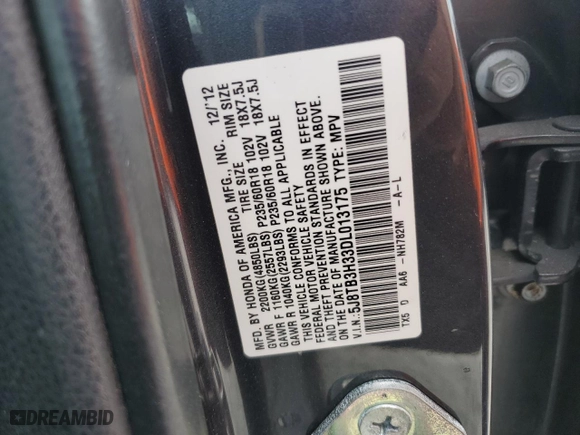 MFD. BY HONDA OF AMERICA MFG., INC. 12/'12
TIRE SIZE RIM SIZE
GVWR 2200KG(4850LBS)
GAWR F 1160KG(2557LBS) P235/60R18 102V 18X7.5J
GAWR R 1040KG(2293LBS) P235/60R18 102V 18X7.5J
THIS VEHICLE CONFORMS TO ALL APPLICABLE
FEDERAL MOTOR VEHICLE SAFETY
STANDARDS IN EFFECT
ON THE DATE OF MANUFACTURE SHOWN ABOVE.
V.I.N.: 5J8TB3H33DL013175 TYPE: MPV
TX5 D AA6 -NH782M -A-L
DREAMBID